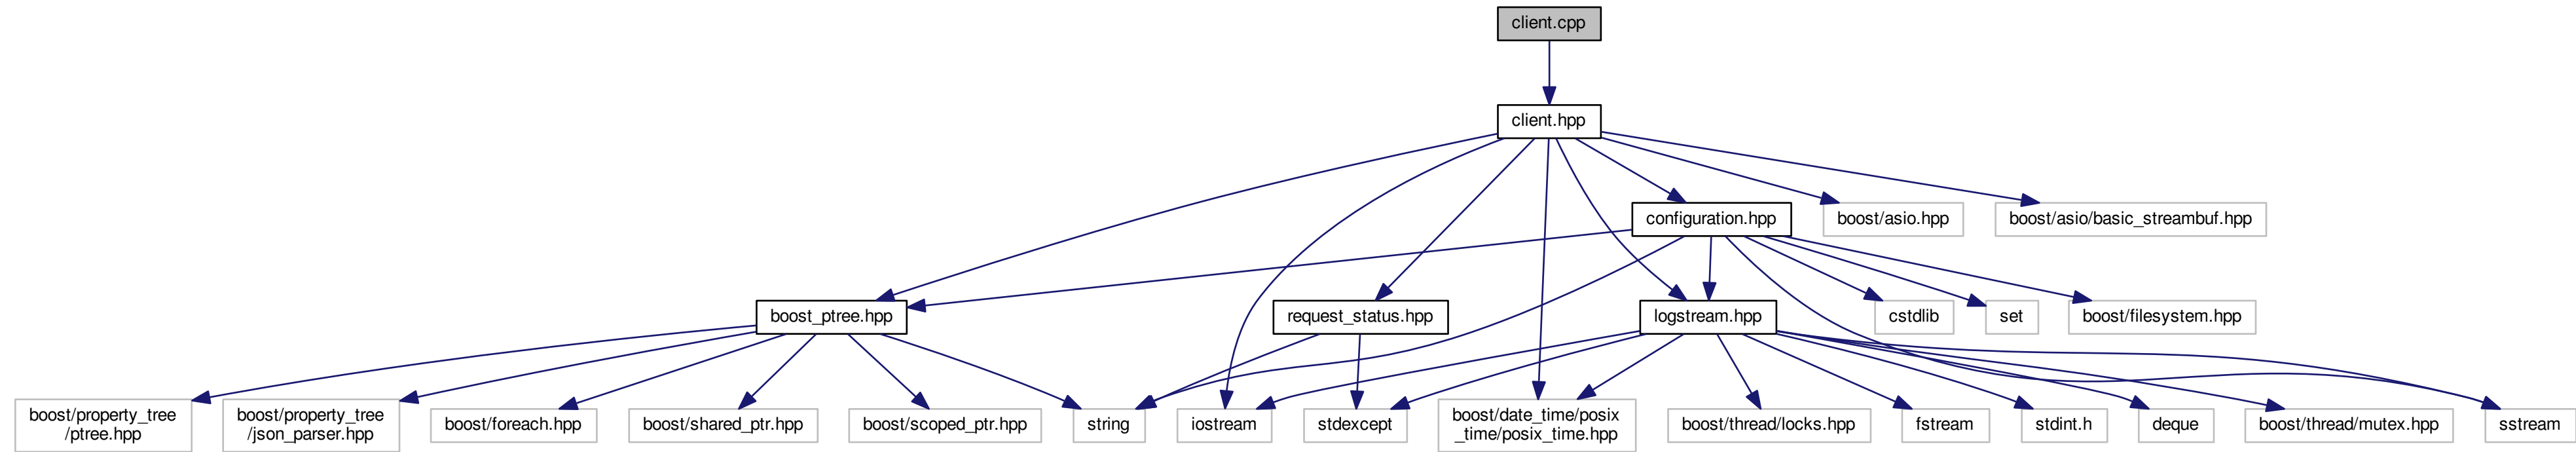 client.cpp
client.hpp
configuration.hpp
boost/asio.hpp
boost/asio/basic_streambuf.hpp
boost_ptree.hpp
request_status.hpp
logstream.hpp
cstdlib
set
boost/filesystem.hpp
boost/property_tree
/ptree.hpp
boost/property_tree
/json_parser.hpp
boost/foreach.hpp
boost/shared_ptr.hpp
boost/scoped_ptr.hpp
string
iostream
stdexcept
boost/date_time/posix
_time/posix_time.hpp
boost/thread/locks.hpp
fstream
stdint.h
deque
boost/thread/mutex.hpp
sstream